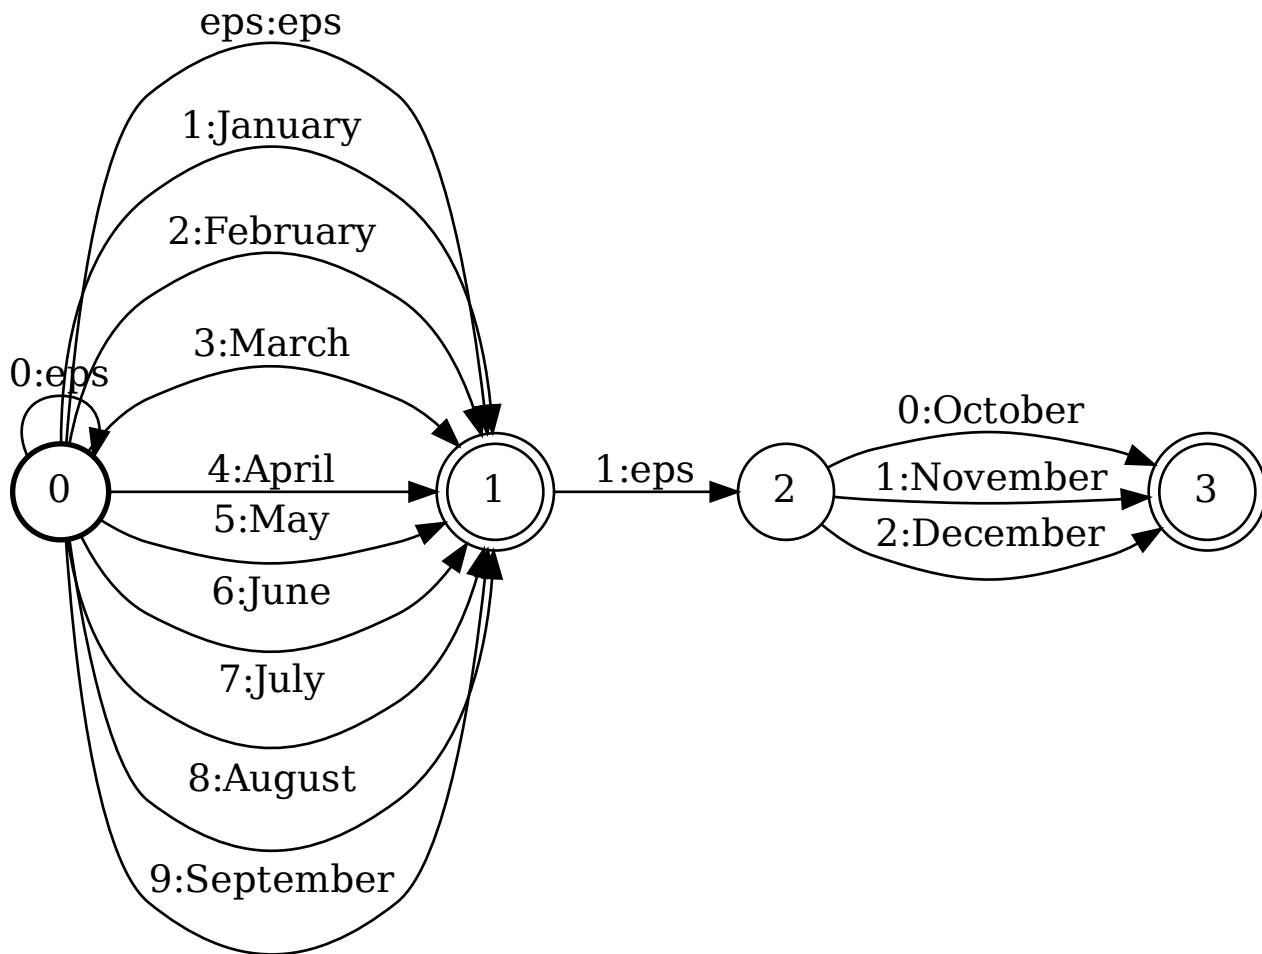 eps:eps
1:January
2:February
3:March
0:eps
4:April
5:May
6:June
7:July
8:August
9:September
0
1
1:eps
2
0:October
1:November
2:December
3